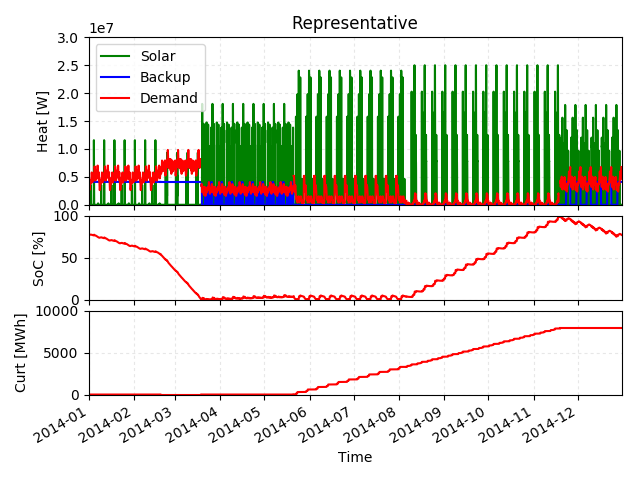 Representative
1e7
3.0
2.5
2.0
1.5
1.0
0.5
0.0
Heat [W]
Solar
Backup
Demand
100
50
0
SoC [%]
10000
5000
0
Curt [MWh]
2014-01
2014-02
2014-03
2014-04
2014-05
2014-06
2014-07
2014-08
2014-09
2014-10
2014-11
2014-12
Time